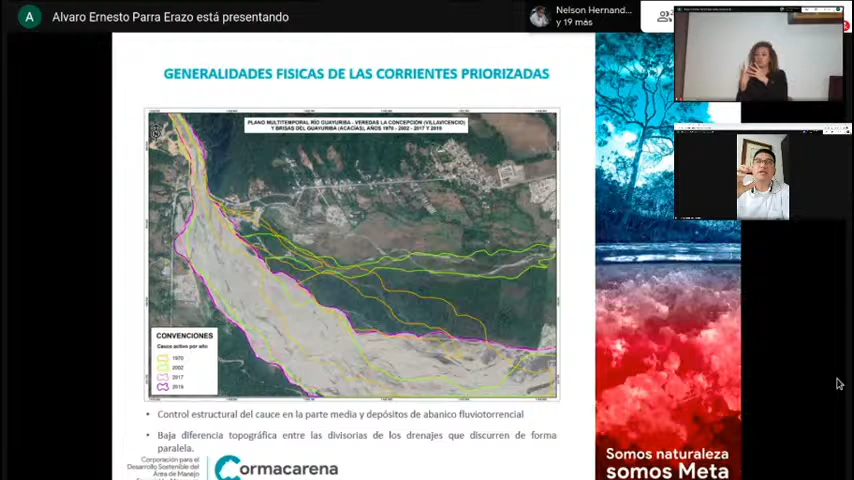 Alvaro Ernesto Parra Erazo está presentando
Nelson Hernand...
y 19 más
GENERALIDADES FISICAS DE LAS CORRIENTES PRIORIZADAS
PLANO MULTITEMPORAL RÍO GUAYURIBA - VEREDAS LA CONCEPCIÓN (VILLAVICENCIO)
Y BRISAS DEL GUAYURIBA (ACACIAS), AÑOS 1970 - 2002 - 2017 Y 2019
CONVENCIONES
Cauce activo por año
1970
2002
2017
2019
• Control estructural del cauce en la parte media y depósitos de abanico fluviotorrencial
• Baja diferencia topográfica entre las divisorias de los drenajes que discurren de forma
paralela.
Corporación para el
Desarrollo Sostenible del
Área de Manejo
Cormacarena
Somos naturaleza
somos Meta